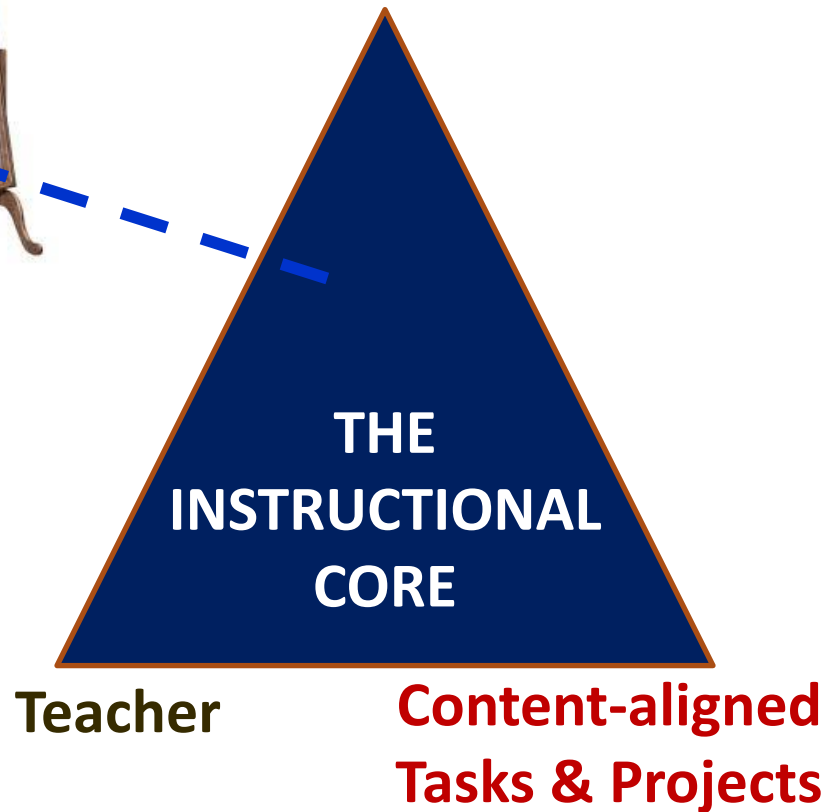 THE
INSTRUCTIONAL
CORE
Teacher
Content-aligned
Tasks & Projects